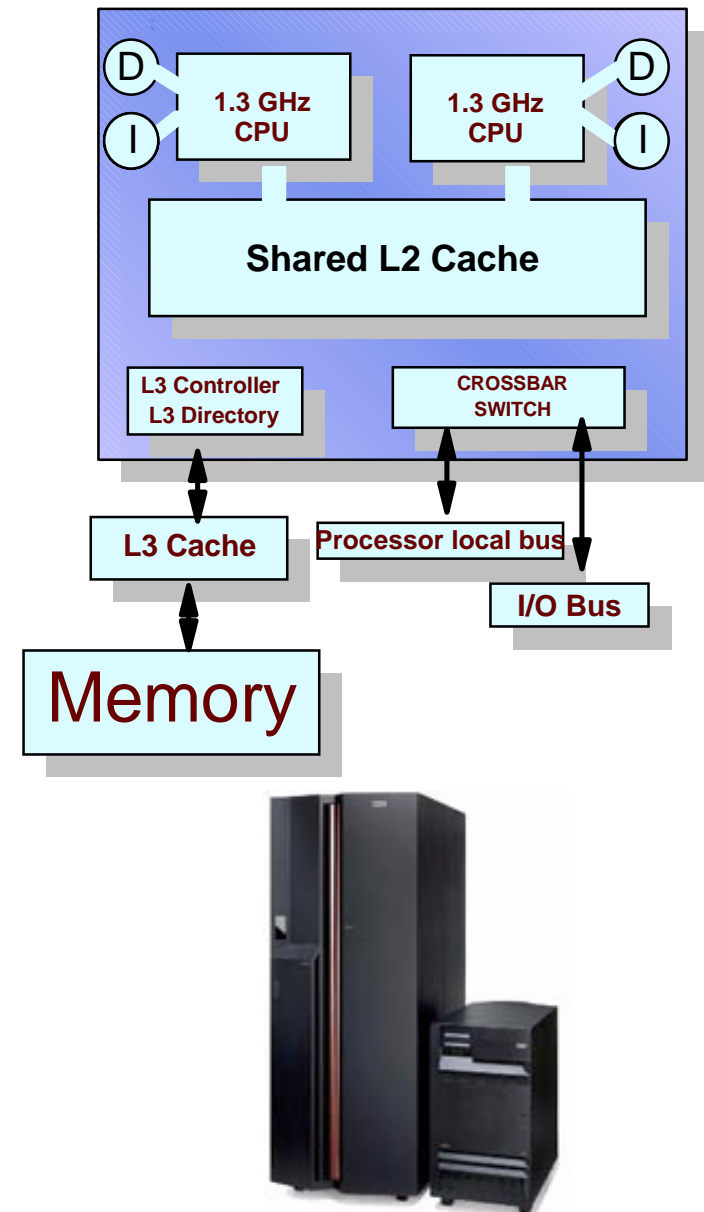 D
I
1.3 GHz
CPU
1.3 GHz
CPU
D
I
Shared L2 Cache
L3 Controller
L3 Directory
CROSSBAR
SWITCH
L3 Cache
Processor local bus
I/O Bus
Memory